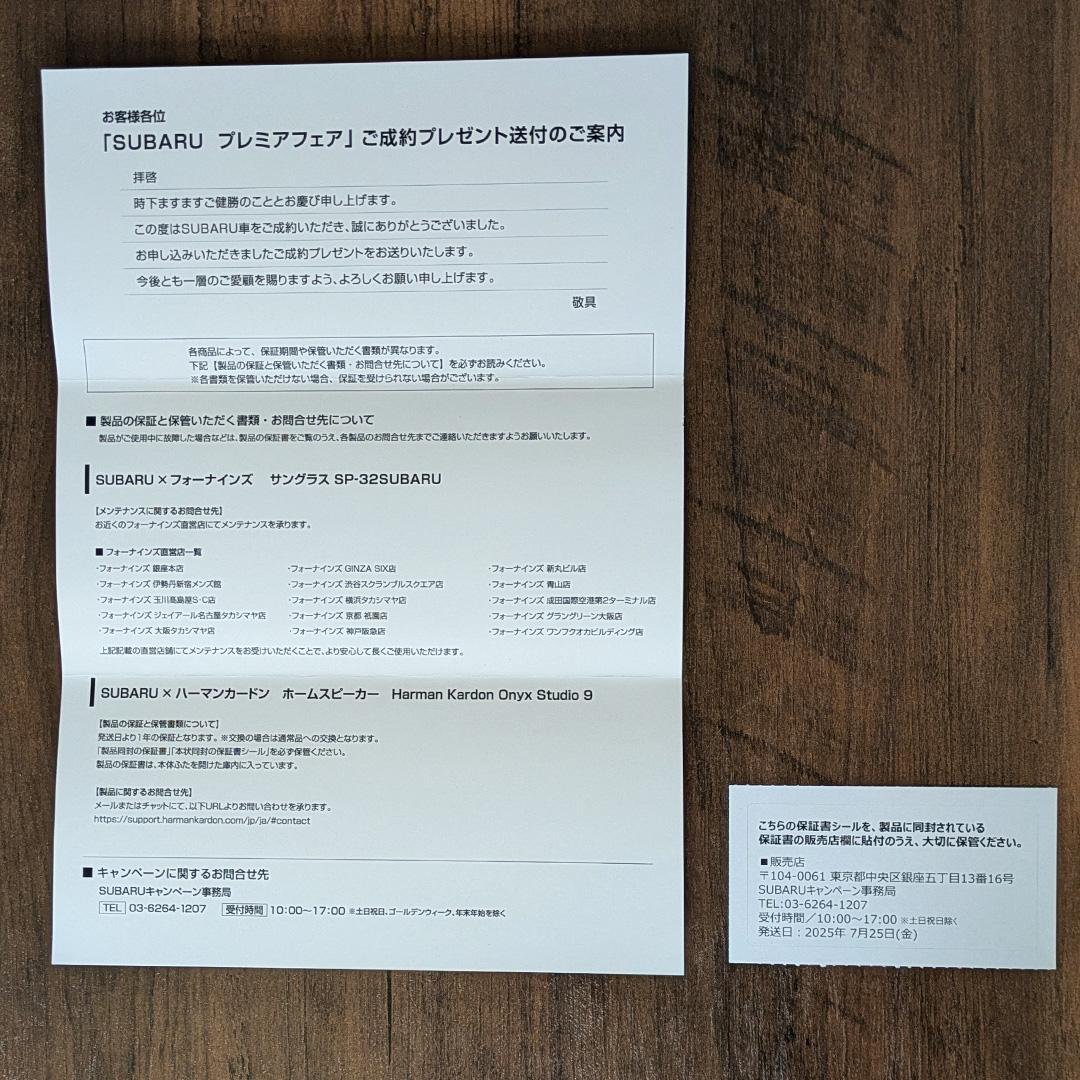 お客様各位
「SUBARU プレミアフェア」ご成約プレゼント送付のご案内
拝啓
時下ますますご健勝のこととお慶び申し上げます。
この度はSUBARU車をご成約いただき、誠にありがとうございました。
お申し込みいただきましたご成約プレゼントをお送りいたします。
今後とも一層のご愛顧を賜りますよう、よろしくお願い申し上げます。
敬具
各商品によって、保証期間や保管いただく書類が異なります。
下記【製品の保証と保管いただく書類・お問合せ先について】を必ずお読みください。
※各書類を保管いただけない場合、保証を受けられない場合がございます。
■ 製品の保証と保管いただく書類・お問合せ先について
製品がご使用中に故障した場合などは、製品の保証書をご覧のうえ、各製品のお問合せ先までご連絡いただきますようお願いいたします。
SUBARU×フォーナインズ サングラス SP-32SUBARU
【メンテナンスに関するお問合せ先】
お近くのフォーナインズ直営店にてメンテナンスを承ります。
■ フォーナインズ直営店一覧
・フォーナインズ 銀座本店 ・フォーナインズ GINZA SIX店 ・フォーナインズ 新丸ビル店
・フォーナインズ 伊勢丹新宿メンズ館 ・フォーナインズ 渋谷スクランブルスクエア店 ・フォーナインズ 青山店
・フォーナインズ 玉川髙島屋S・C店 ・フォーナインズ 横浜タカシマヤ店 ・フォーナインズ 成田国際空港第2ターミナル店
・フォーナインズ ジェイアール名古屋タカシマヤ店 ・フォーナインズ 京都 祇園店 ・フォーナインズ グラングリーン大阪店
・フォーナインズ 大阪タカシマヤ店 ・フォーナインズ 神戸阪急店 ・フォーナインズ ワンフクオカビルディング店
上記記載の直営店舗にてメンテナンスをお受けいただくことで、より安心して長くご使用いただけます。
SUBARU×ハーマンカードン ホームスピーカー Harman Kardon Onyx Studio 9
【製品の保証と保管書類について】
発送日より1年の保証となります。※交換の場合は通常品への交換となります。
「製品同封の保証書」「本状同封の保証書シール」を必ず保管ください。
製品の保証書は、本体ふたを開けた庫内に入っています。
【製品に関するお問合せ先】
メールまたはチャットにて、以下URLよりお問い合わせを承ります。
https://support.harmankardon.com/jp/ja/#contact
■ キャンペーンに関するお問合せ先
SUBARUキャンペーン事務局
TEL 03-6264-1207 受付時間 10:00～17:00 ※土日祝日、ゴールデンウィーク、年末年始を除く
こちらの保証書シールを、製品に同封されている
保証書の販売店欄に貼付のうえ、大切に保管ください。
■販売店
〒104-0061 東京都中央区銀座五丁目13番16号
SUBARUキャンペーン事務局
TEL:03-6264-1207
受付時間／10:00～17:00 ※土日祝日除く
発送日：2025年 7月25日(金)